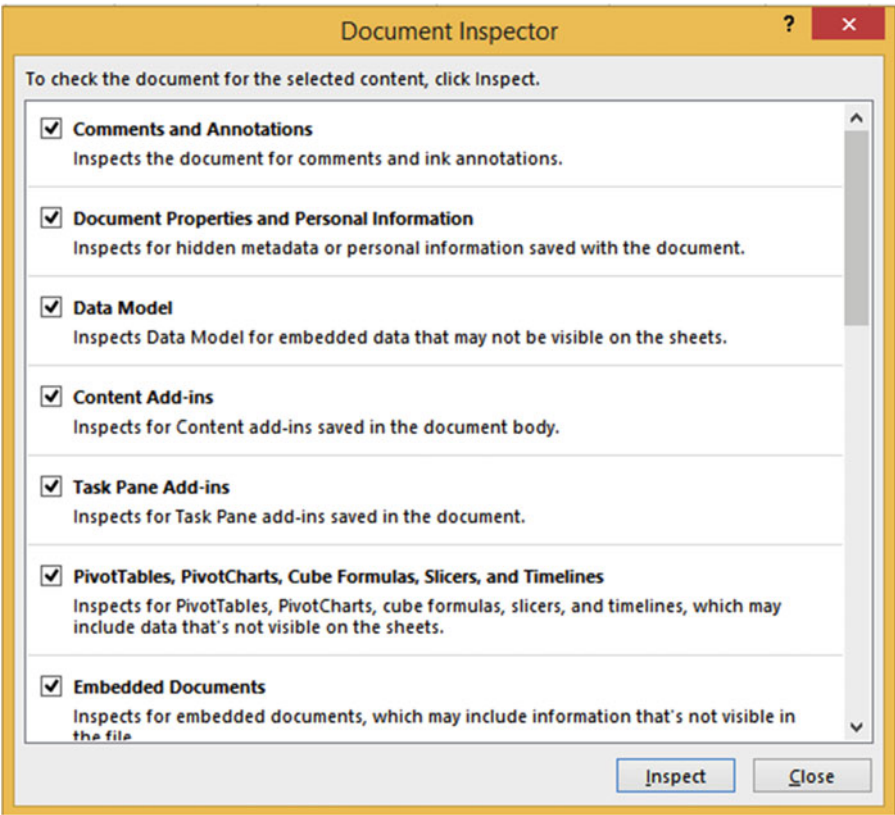 Document Inspector
?
To check the document for the selected content, click Inspect.
Comments and Annotations
Inspects the document for comments and ink annotations.
Document Properties and Personal Information
Inspects for hidden metadata or personal information saved with the document.
Data Model
Inspects Data Model for embedded data that may not be visible on the sheets.
Content Add-ins
Inspects for Content add-ins saved in the document body.
Task Pane Add-ins
Inspects for Task Pane add-ins saved in the document.
PivotTables, PivotCharts, Cube Formulas, Slicers, and Timelines
Inspects for PivotTables, PivotCharts, cube formulas, slicers, and timelines, which may
include data that's not visible on the sheets.
Embedded Documents
Inspects for embedded documents, which may include information that's not visible in
the file.
Inspect Close